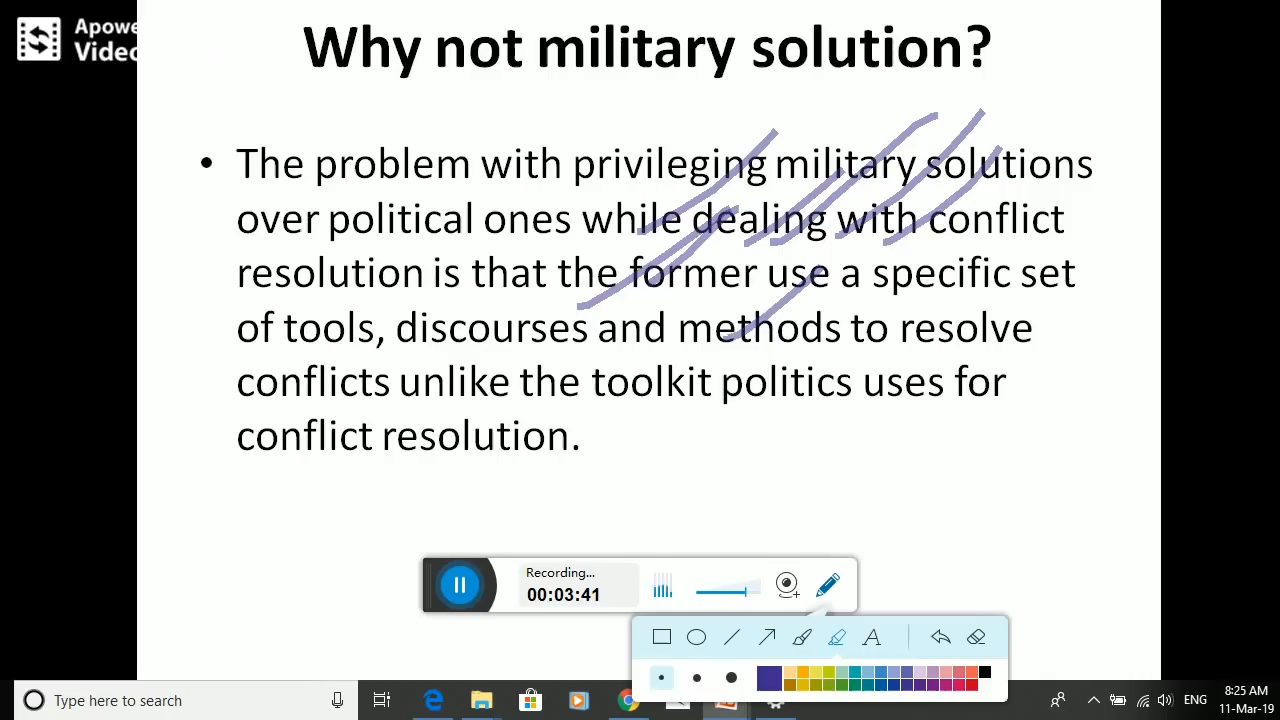 Apowe
Video
Why not military solution?
• The problem with privileging military solutions
over political ones while dealing with conflict
resolution is that the former use a specific set
of tools, discourses and methods to resolve
conflicts unlike the toolkit politics uses for
conflict resolution.
Recording...
00:03:41
A
Type here to search
ENG
8:25 AM
11-Mar-19